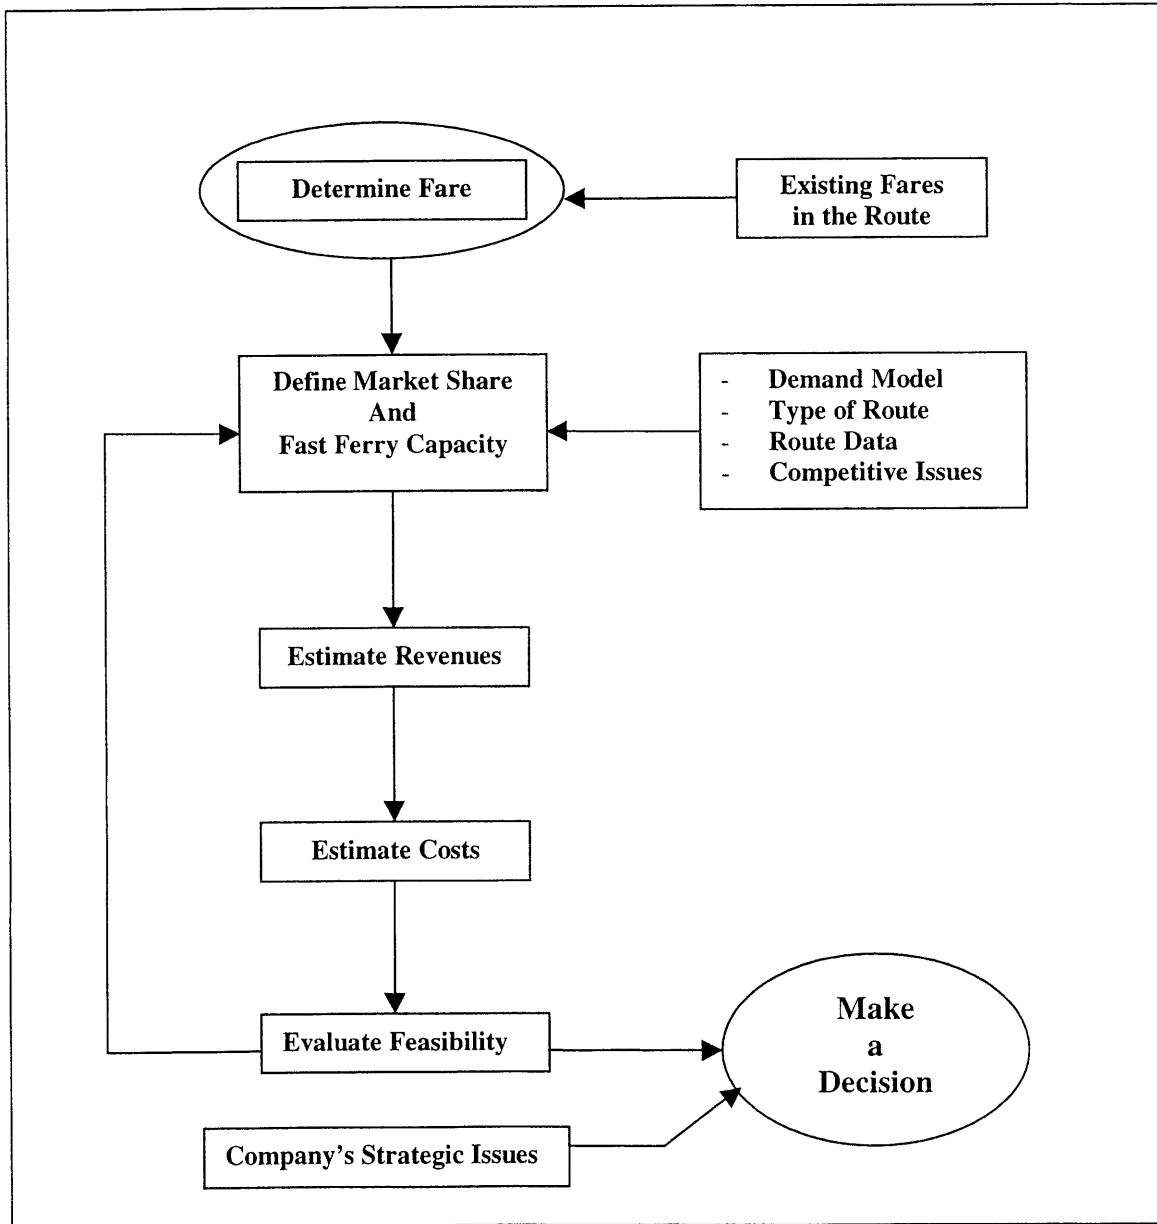 Determine Fare
Existing Fares
in the Route
Define Market Share
And
Fast Ferry Capacity
- Demand Model
- Type of Route
- Route Data
- Competitive Issues
Estimate Revenues
Estimate Costs
Evaluate Feasibility
Make
a
Decision
Company's Strategic Issues